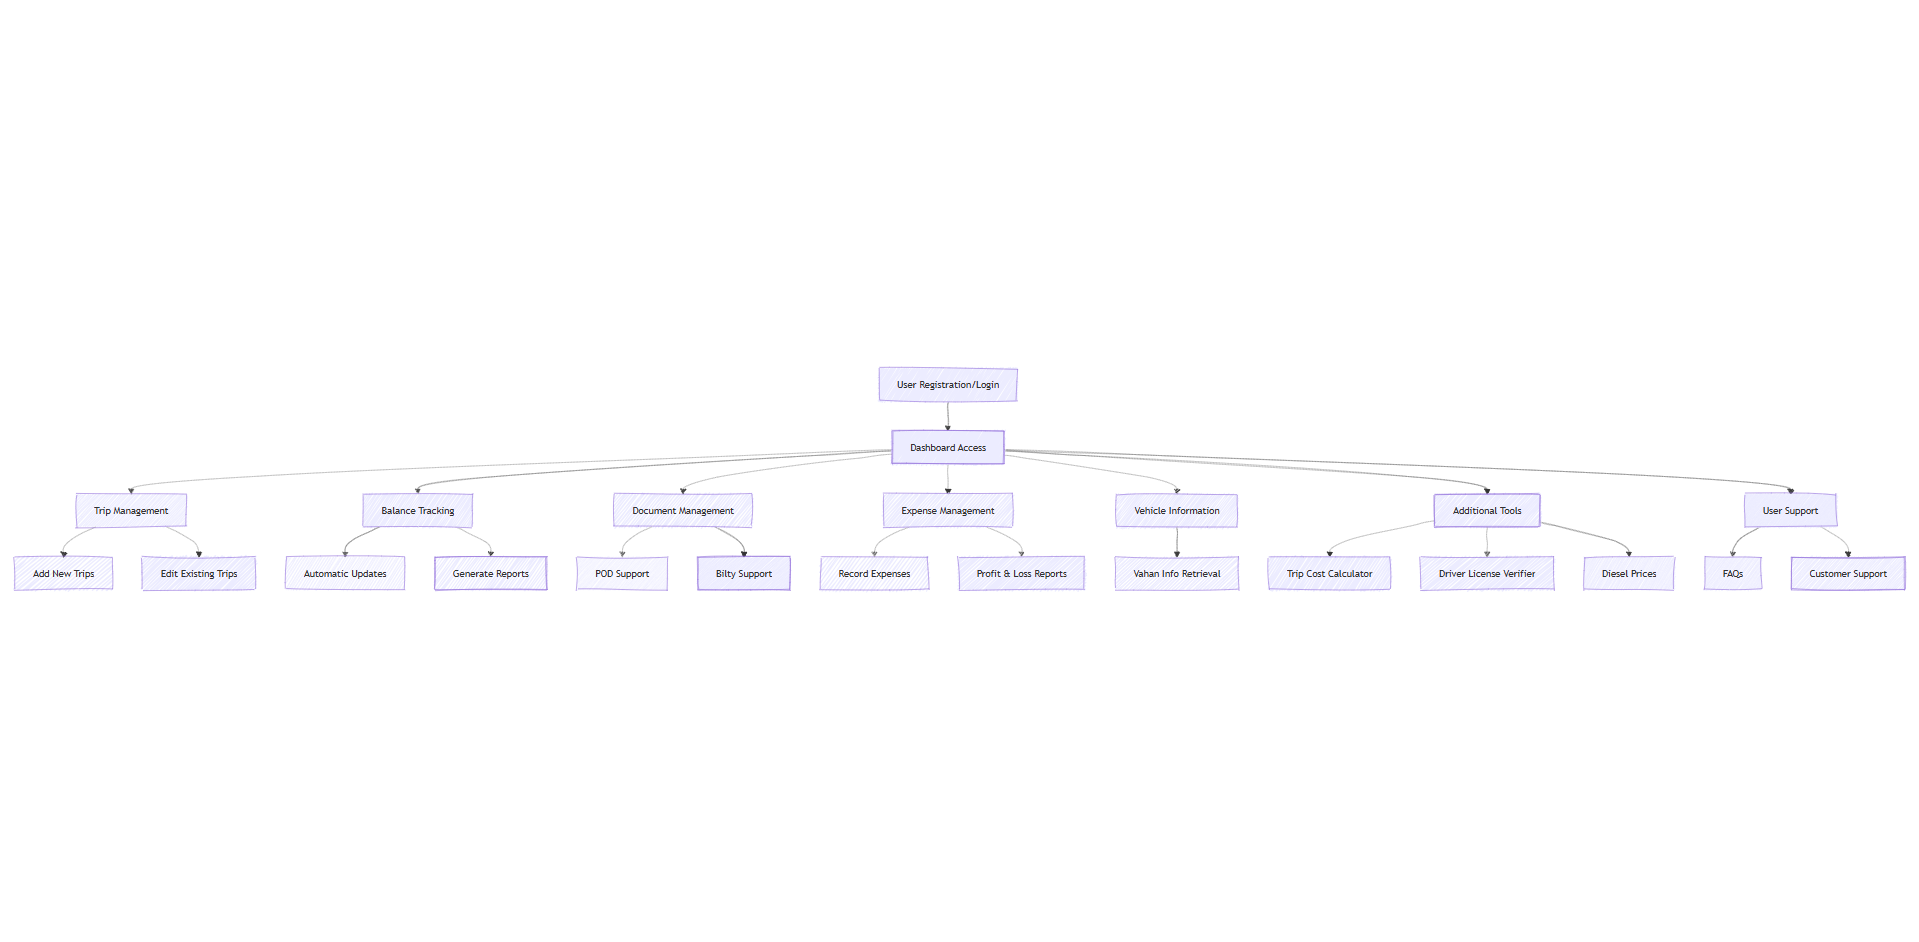 User Registration/Login
Dashboard Access
Trip Management
Balance Tracking
Document Management
Expense Management
Vehicle Information
Additional Tools
User Support
Add New Trips
Edit Existing Trips
Automatic Updates
Generate Reports
POD Support
Bilty Support
Record Expenses
Profit & Loss Reports
Vahan Info Retrieval
Trip Cost Calculator
Driver License Verifier
Diesel Prices
FAQs
Customer Support